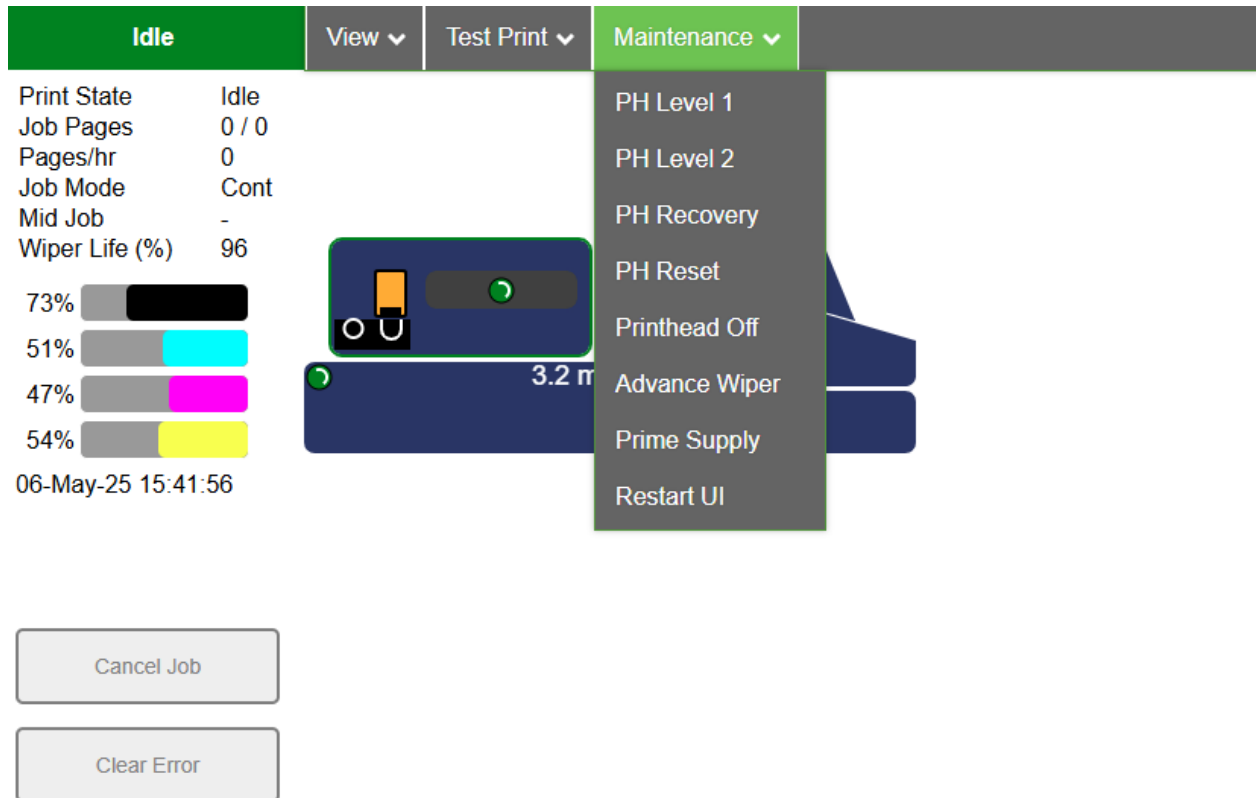 Idle View Test Print Maintenance
Print State Idle
Job Pages 0 / 0
Pages/hr 0
Job Mode Cont
Mid Job -
Wiper Life (%) 96
73%
51%
47%
54%
06-May-25 15:41:56
Cancel Job
Clear Error
3.2 m
PH Level 1
PH Level 2
PH Recovery
PH Reset
Printhead Off
Advance Wiper
Prime Supply
Restart UI